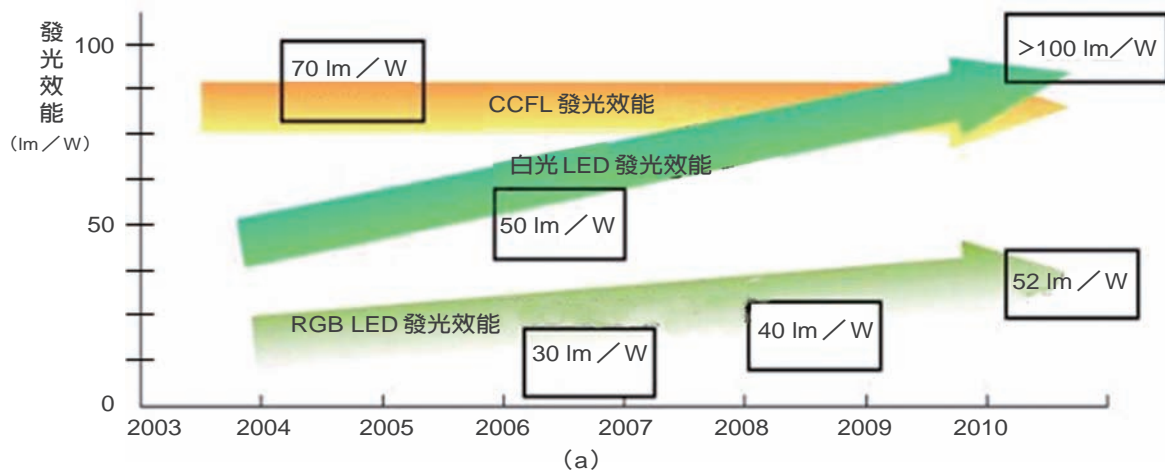 發光效能
（lm／W）
100
50
0
70 lm／W
CCFL 發光效能
>100 lm／W
白光 LED 發光效能
50 lm／W
RGB LED 發光效能
30 lm／W
40 lm／W
52 lm／W
2003 2004 2005 2006 2007 2008 2009 2010
（a）